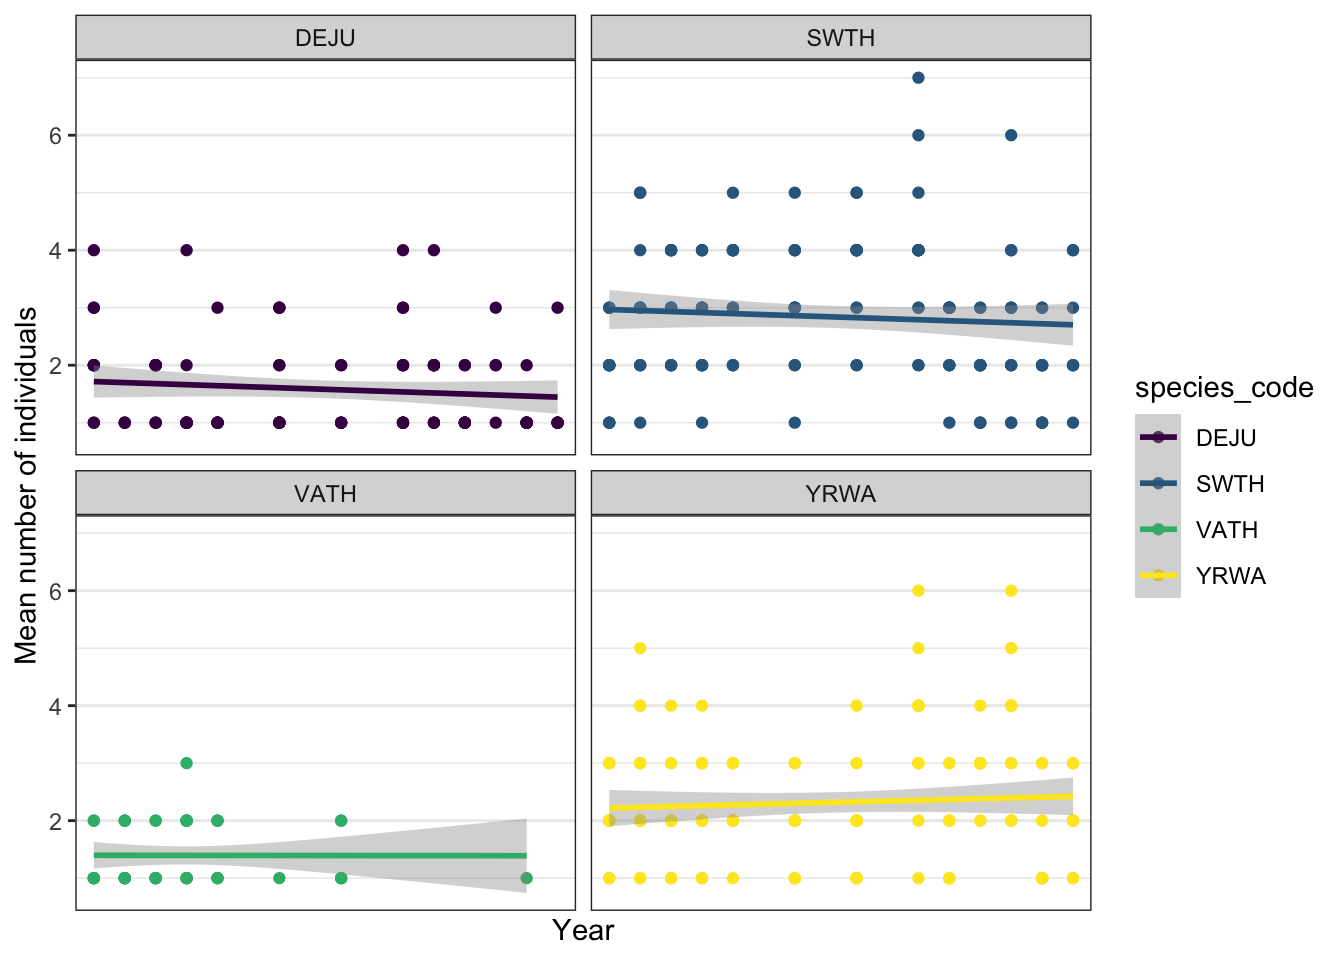 DEJU
SWTH
6
4
2
VATH
YRWA
6
4
2
Mean number of individuals
Year
species_code
DEJU
SWTH
VATH
YRWA